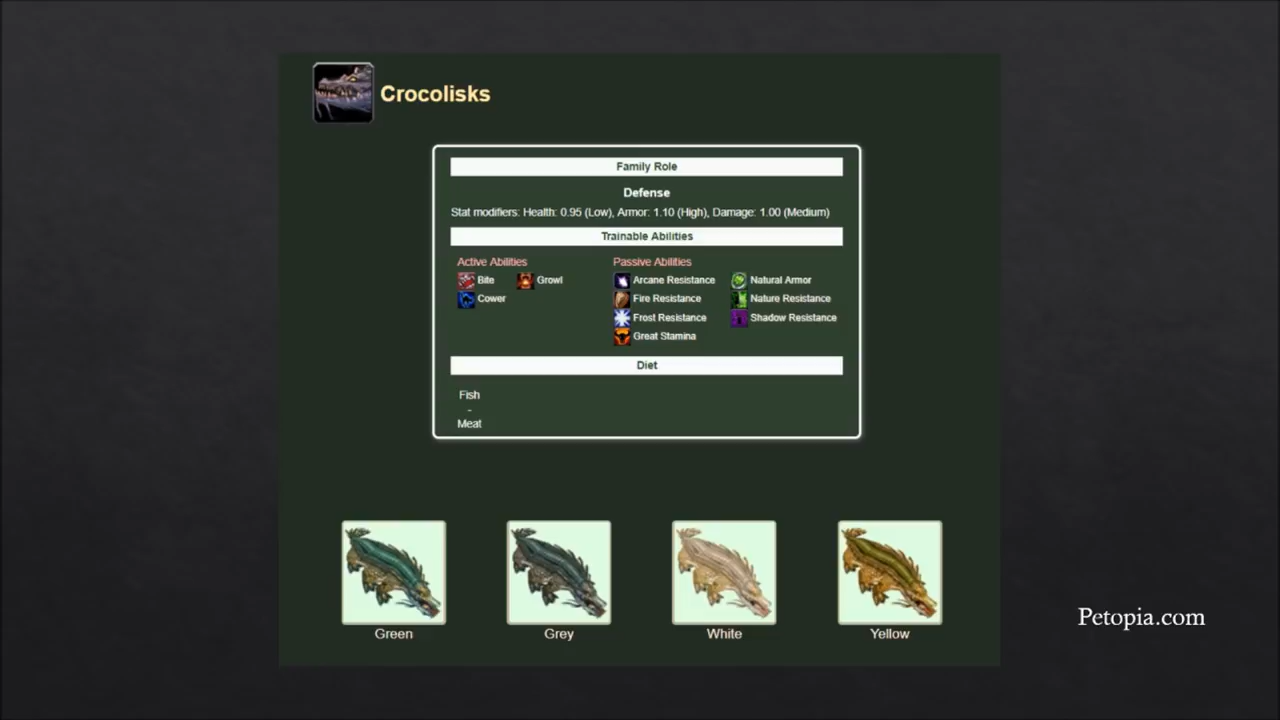 Crocolisks
Family Role
Defense
Stat modifiers: Health: 0.95 (Low), Armor: 1.10 (High), Damage: 1.00 (Medium)
Trainable Abilities
Active Abilities
Bite Growl
Cower
Passive Abilities
Arcane Resistance Natural Armor
Fire Resistance Nature Resistance
Frost Resistance Shadow Resistance
Great Stamina
Diet
Fish
-
Meat
Green Grey White Yellow
Petopia.com